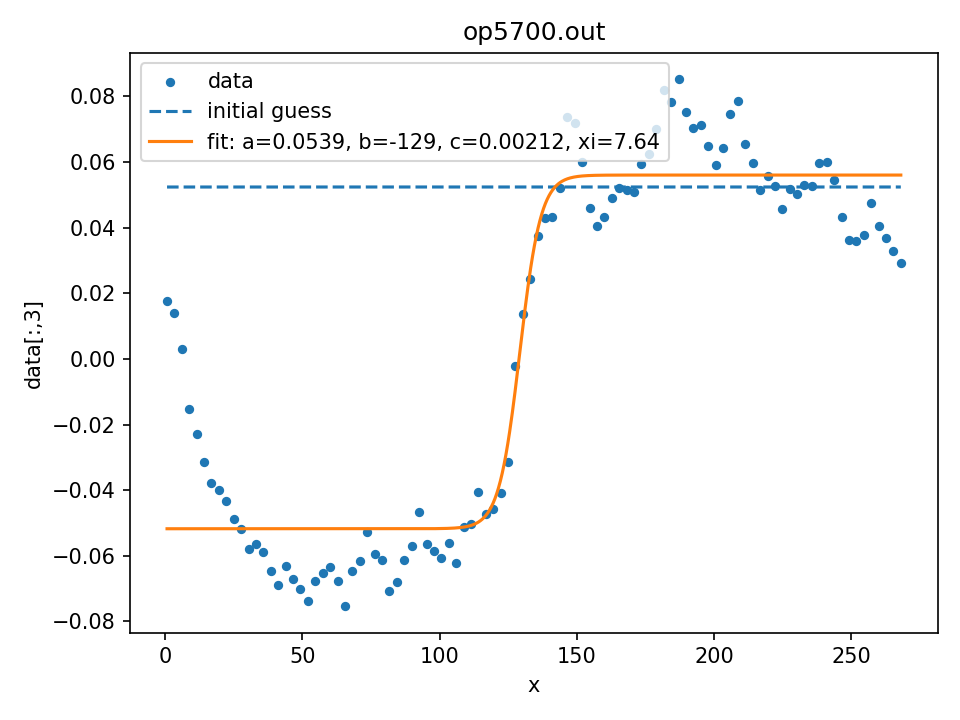 op5700.out
data
initial guess
fit: a=0.0539, b=-129, c=0.00212, xi=7.64
0.08
0.06
0.04
0.02
0.00
−0.02
−0.04
−0.06
−0.08
data[:,3]
0 50 100 150 200 250
x